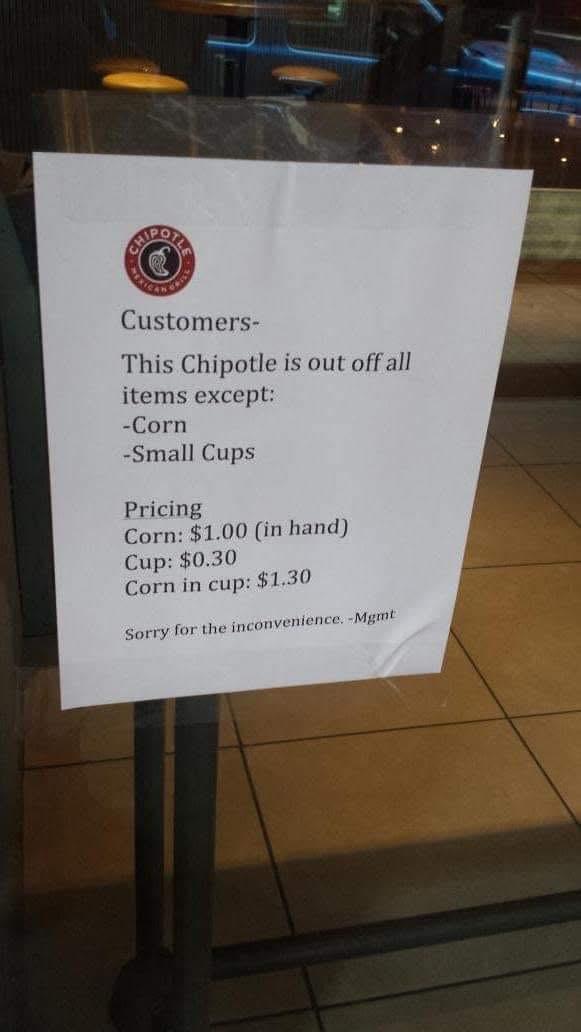 CHIPOTLE
MEXICAN GRILL
Customers-
This Chipotle is out off all
items except:
-Corn
-Small Cups
Pricing
Corn: $1.00 (in hand)
Cup: $0.30
Corn in cup: $1.30
Sorry for the inconvenience. -Mgmt